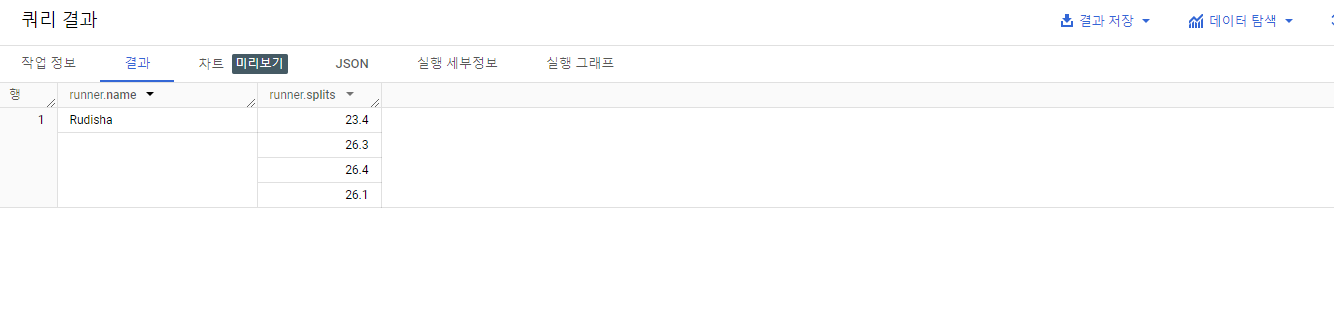 쿼리 결과
결과 저장 데이터 탐색
작업 정보 결과 차트 미리보기 JSON 실행 세부정보 실행 그래프
행 runner.name runner.splits
1 Rudisha 23.4
26.3
26.4
26.1